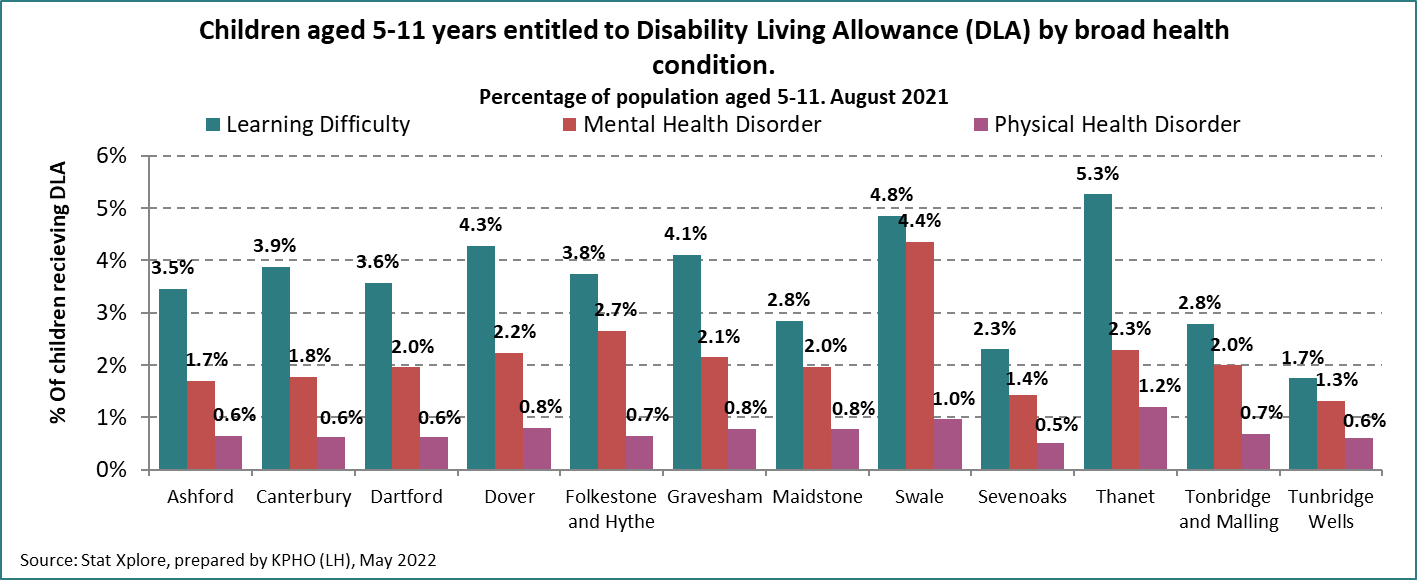 Children aged 5-11 years entitled to Disability Living Allowance (DLA) by broad health
condition.
Percentage of population aged 5-11. August 2021
Learning Difficulty Mental Health Disorder Physical Health Disorder
% Of children recieving DLA
6%
5%
4%
3%
2%
1%
0%
3.5% 1.7% 0.6%
3.9% 1.8% 0.6%
3.6% 2.0% 0.6%
4.3% 2.2% 0.8%
3.8% 2.7% 0.7%
4.1% 2.1% 0.8%
2.8% 2.0% 0.8%
4.8% 4.4% 1.0%
2.3% 1.4% 0.5%
5.3% 2.3% 1.2%
2.8% 2.0% 0.7%
1.7% 1.3% 0.6%
Ashford
Canterbury
Dartford
Dover
Folkestone
and Hythe
Gravesham
Maidstone
Swale
Sevenoaks
Thanet
Tonbridge
and Malling
Tunbridge
Wells
Source: Stat Xplore, prepared by KPHO (LH), May 2022